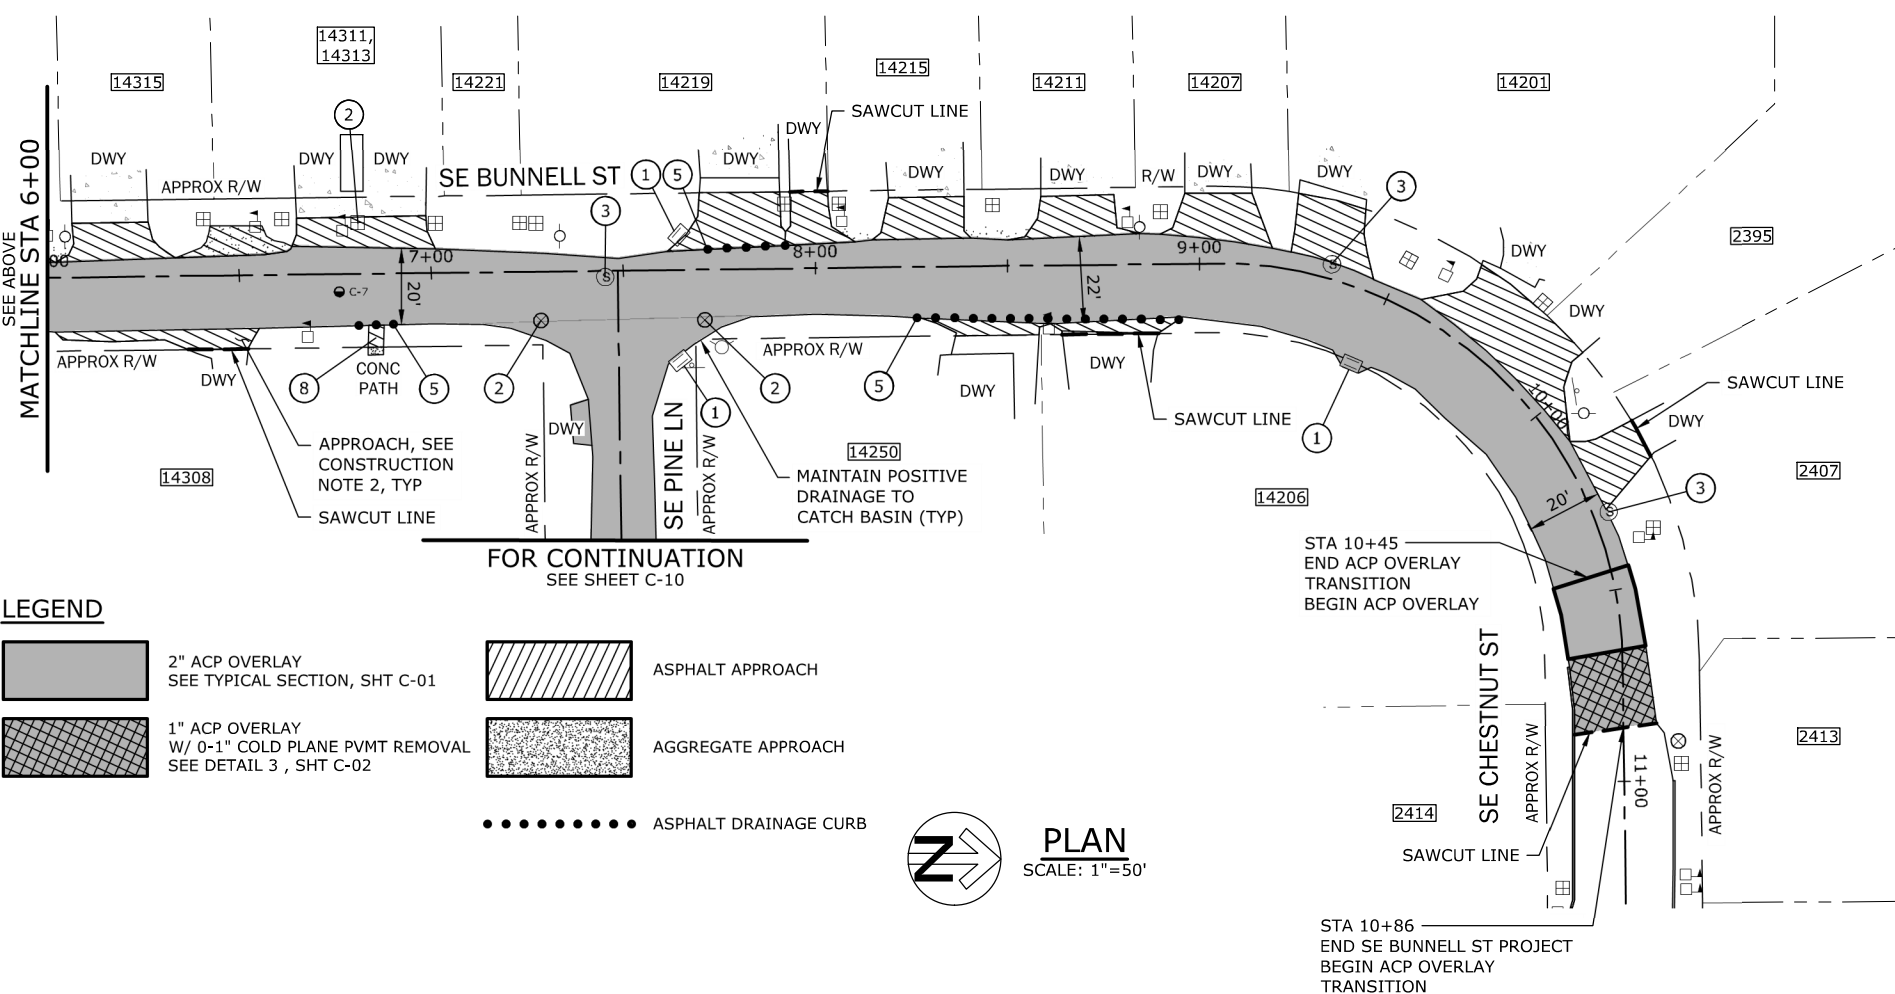 14311,
14313
14315
14221
14219
14215
14211
14207
14201
2
SAWCUT LINE
DWY
DWY
DWY
DWY
DWY
DWY
DWY
DWY
DWY
APPROX R/W
SE BUNNELL ST
1
5
3
R/W
3
MATCHLINE STA 6+00
SEE ABOVE
00
7+00
8+00
9+00
10+00
11+00
2395
DWY
DWY
C-7
20'
22'
20'
APPROX R/W
DWY
8
CONC
PATH
5
2
2
1
APPROX R/W
5
DWY
DWY
SAWCUT LINE
1
SAWCUT LINE
DWY
2407
3
APPROACH, SEE
CONSTRUCTION
NOTE 2, TYP
SAWCUT LINE
14308
DWY
APPROX R/W
SE PINE LN
APPROX R/W
14250
MAINTAIN POSITIVE
DRAINAGE TO
CATCH BASIN (TYP)
14206
FOR CONTINUATION
SEE SHEET C-10
STA 10+45
END ACP OVERLAY
TRANSITION
BEGIN ACP OVERLAY
LEGEND
2" ACP OVERLAY
SEE TYPICAL SECTION, SHT C-01
ASPHALT APPROACH
1" ACP OVERLAY
W/ 0-1" COLD PLANE PVMT REMOVAL
SEE DETAIL 3 , SHT C-02
AGGREGATE APPROACH
ASPHALT DRAINAGE CURB
N
PLAN
SCALE: 1"=50'
SE CHESTNUT ST
APPROX R/W
APPROX R/W
2413
2414
SAWCUT LINE
STA 10+86
END SE BUNNELL ST PROJECT
BEGIN ACP OVERLAY
TRANSITION